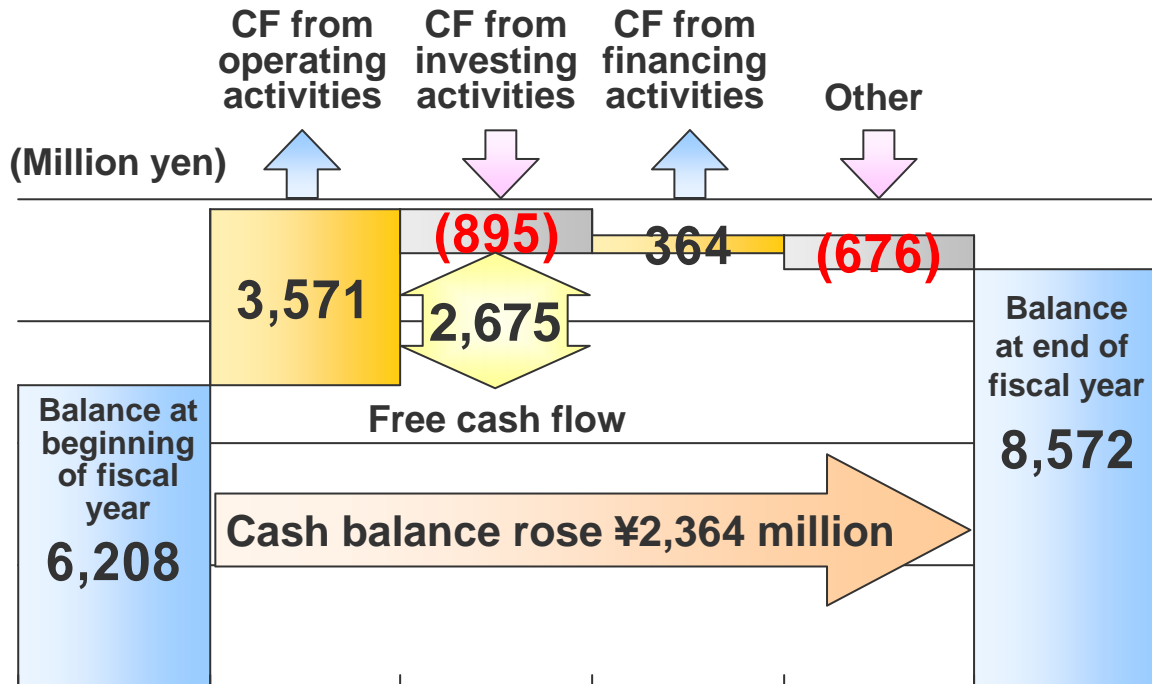 CF from
operating
activities
CF from
investing
activities
CF from
financing
activities
Other
(Million yen)
3,571
(895)
364
(676)
2,675
Free cash flow
Balance at
beginning
of fiscal
year
6,208
Cash balance rose ¥2,364 million
Balance
at end of
fiscal year
8,572